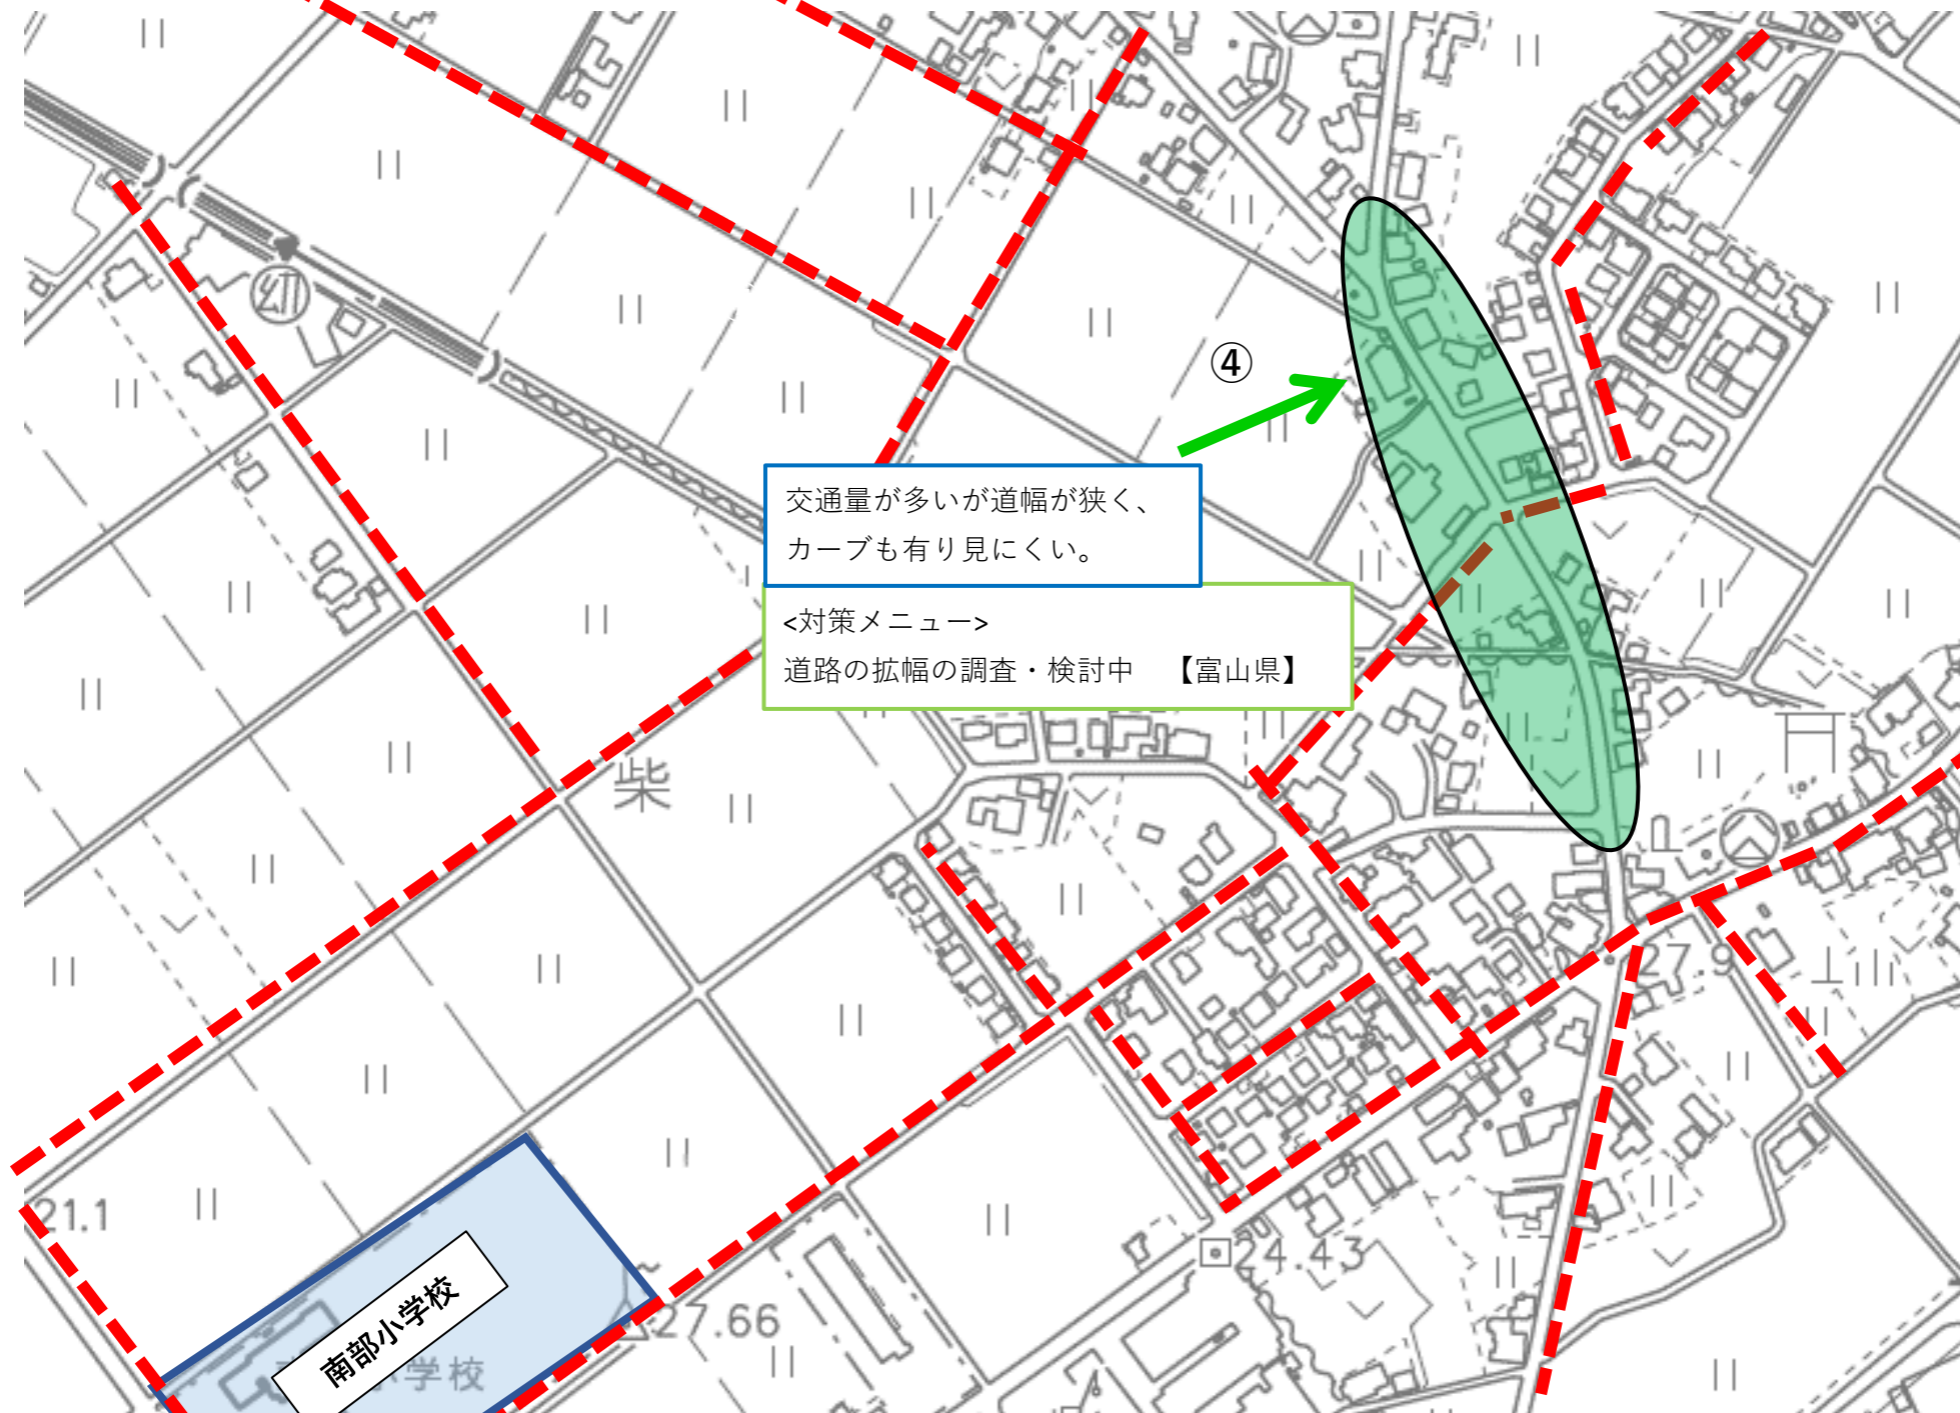 ④
交通量が多いが道幅が狭く、
カーブも有り見にくい。
<対策メニュー>
道路の拡幅の調査・検討中　【富山県】
柴
27.9
21.1
24.43
27.66
南部小学校
小学校